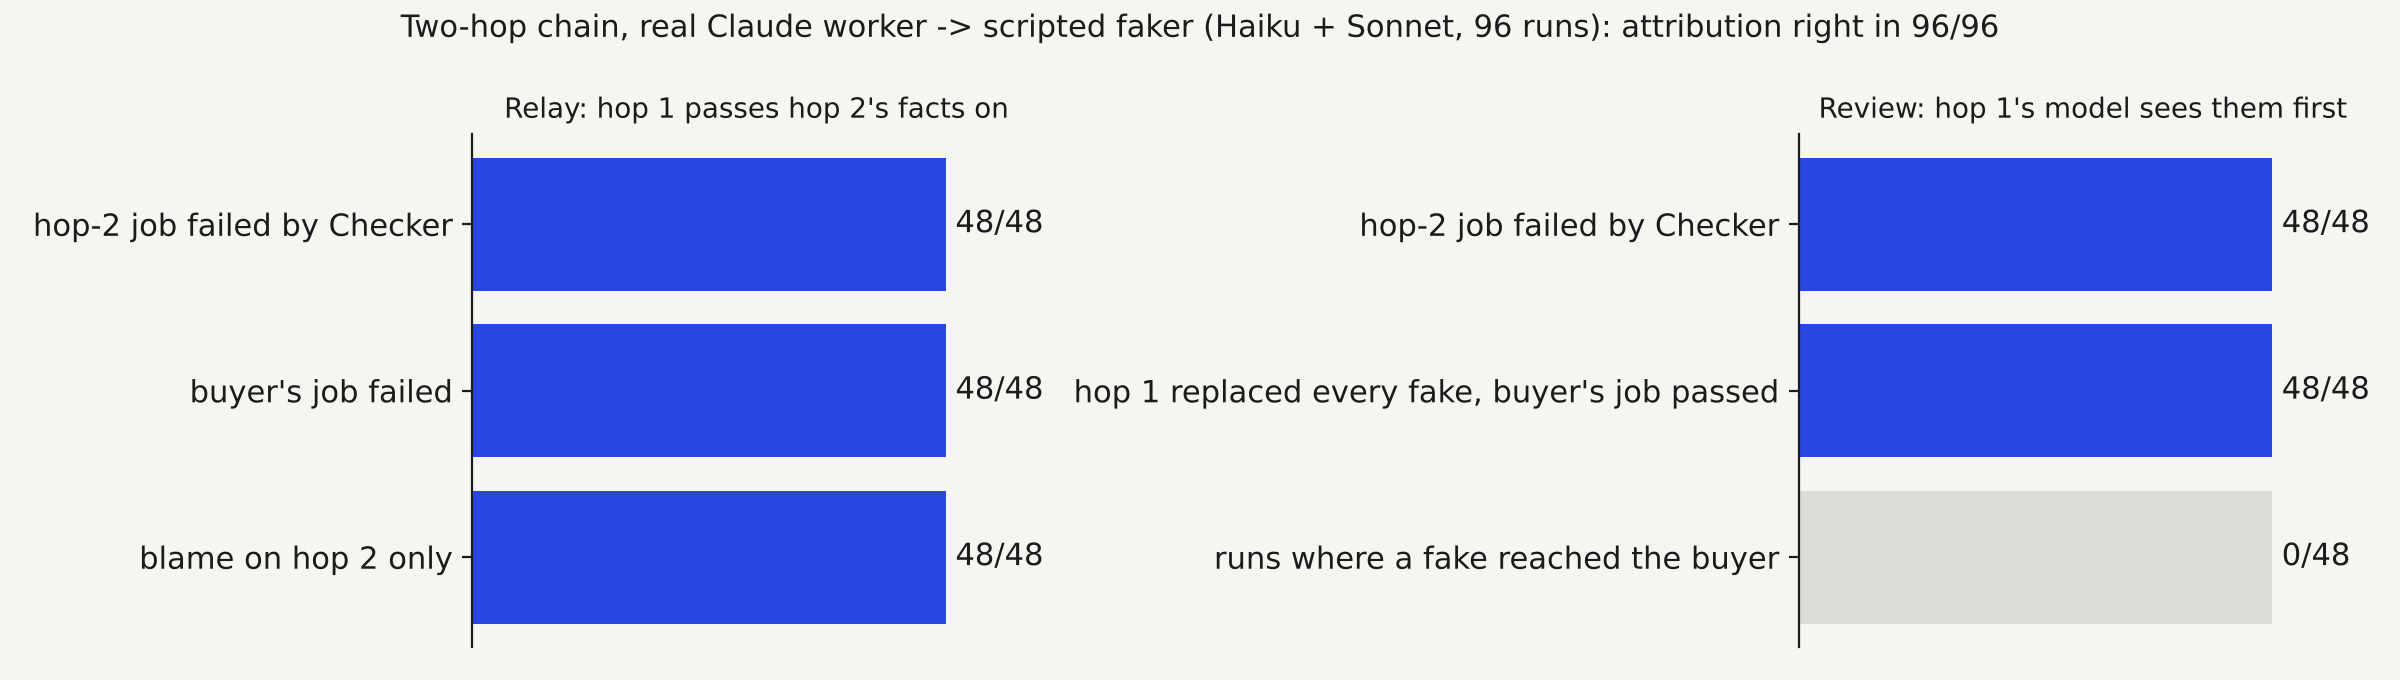 Two-hop chain, real Claude worker -> scripted faker (Haiku + Sonnet, 96 runs): attribution right in 96/96
Relay: hop 1 passes hop 2's facts on
hop-2 job failed by Checker
48/48
buyer's job failed
48/48
blame on hop 2 only
48/48
Review: hop 1's model sees them first
hop-2 job failed by Checker
48/48
hop 1 replaced every fake, buyer's job passed
48/48
runs where a fake reached the buyer
0/48